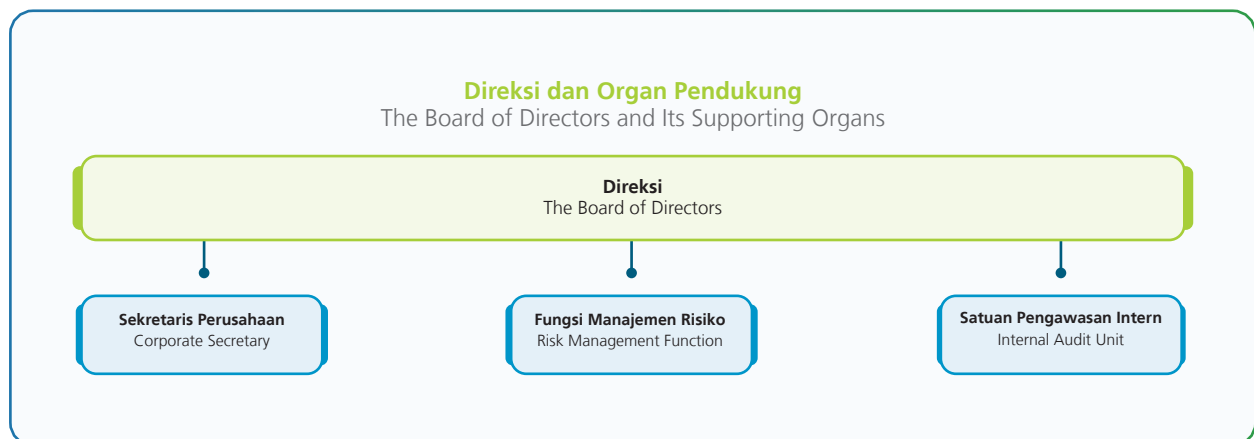 Direksi dan Organ Pendukung
The Board of Directors and Its Supporting Organs
Direksi
The Board of Directors
Sekretaris Perusahaan
Corporate Secretary
Fungsi Manajemen Risiko
Risk Management Function
Satuan Pengawasan Intern
Internal Audit Unit